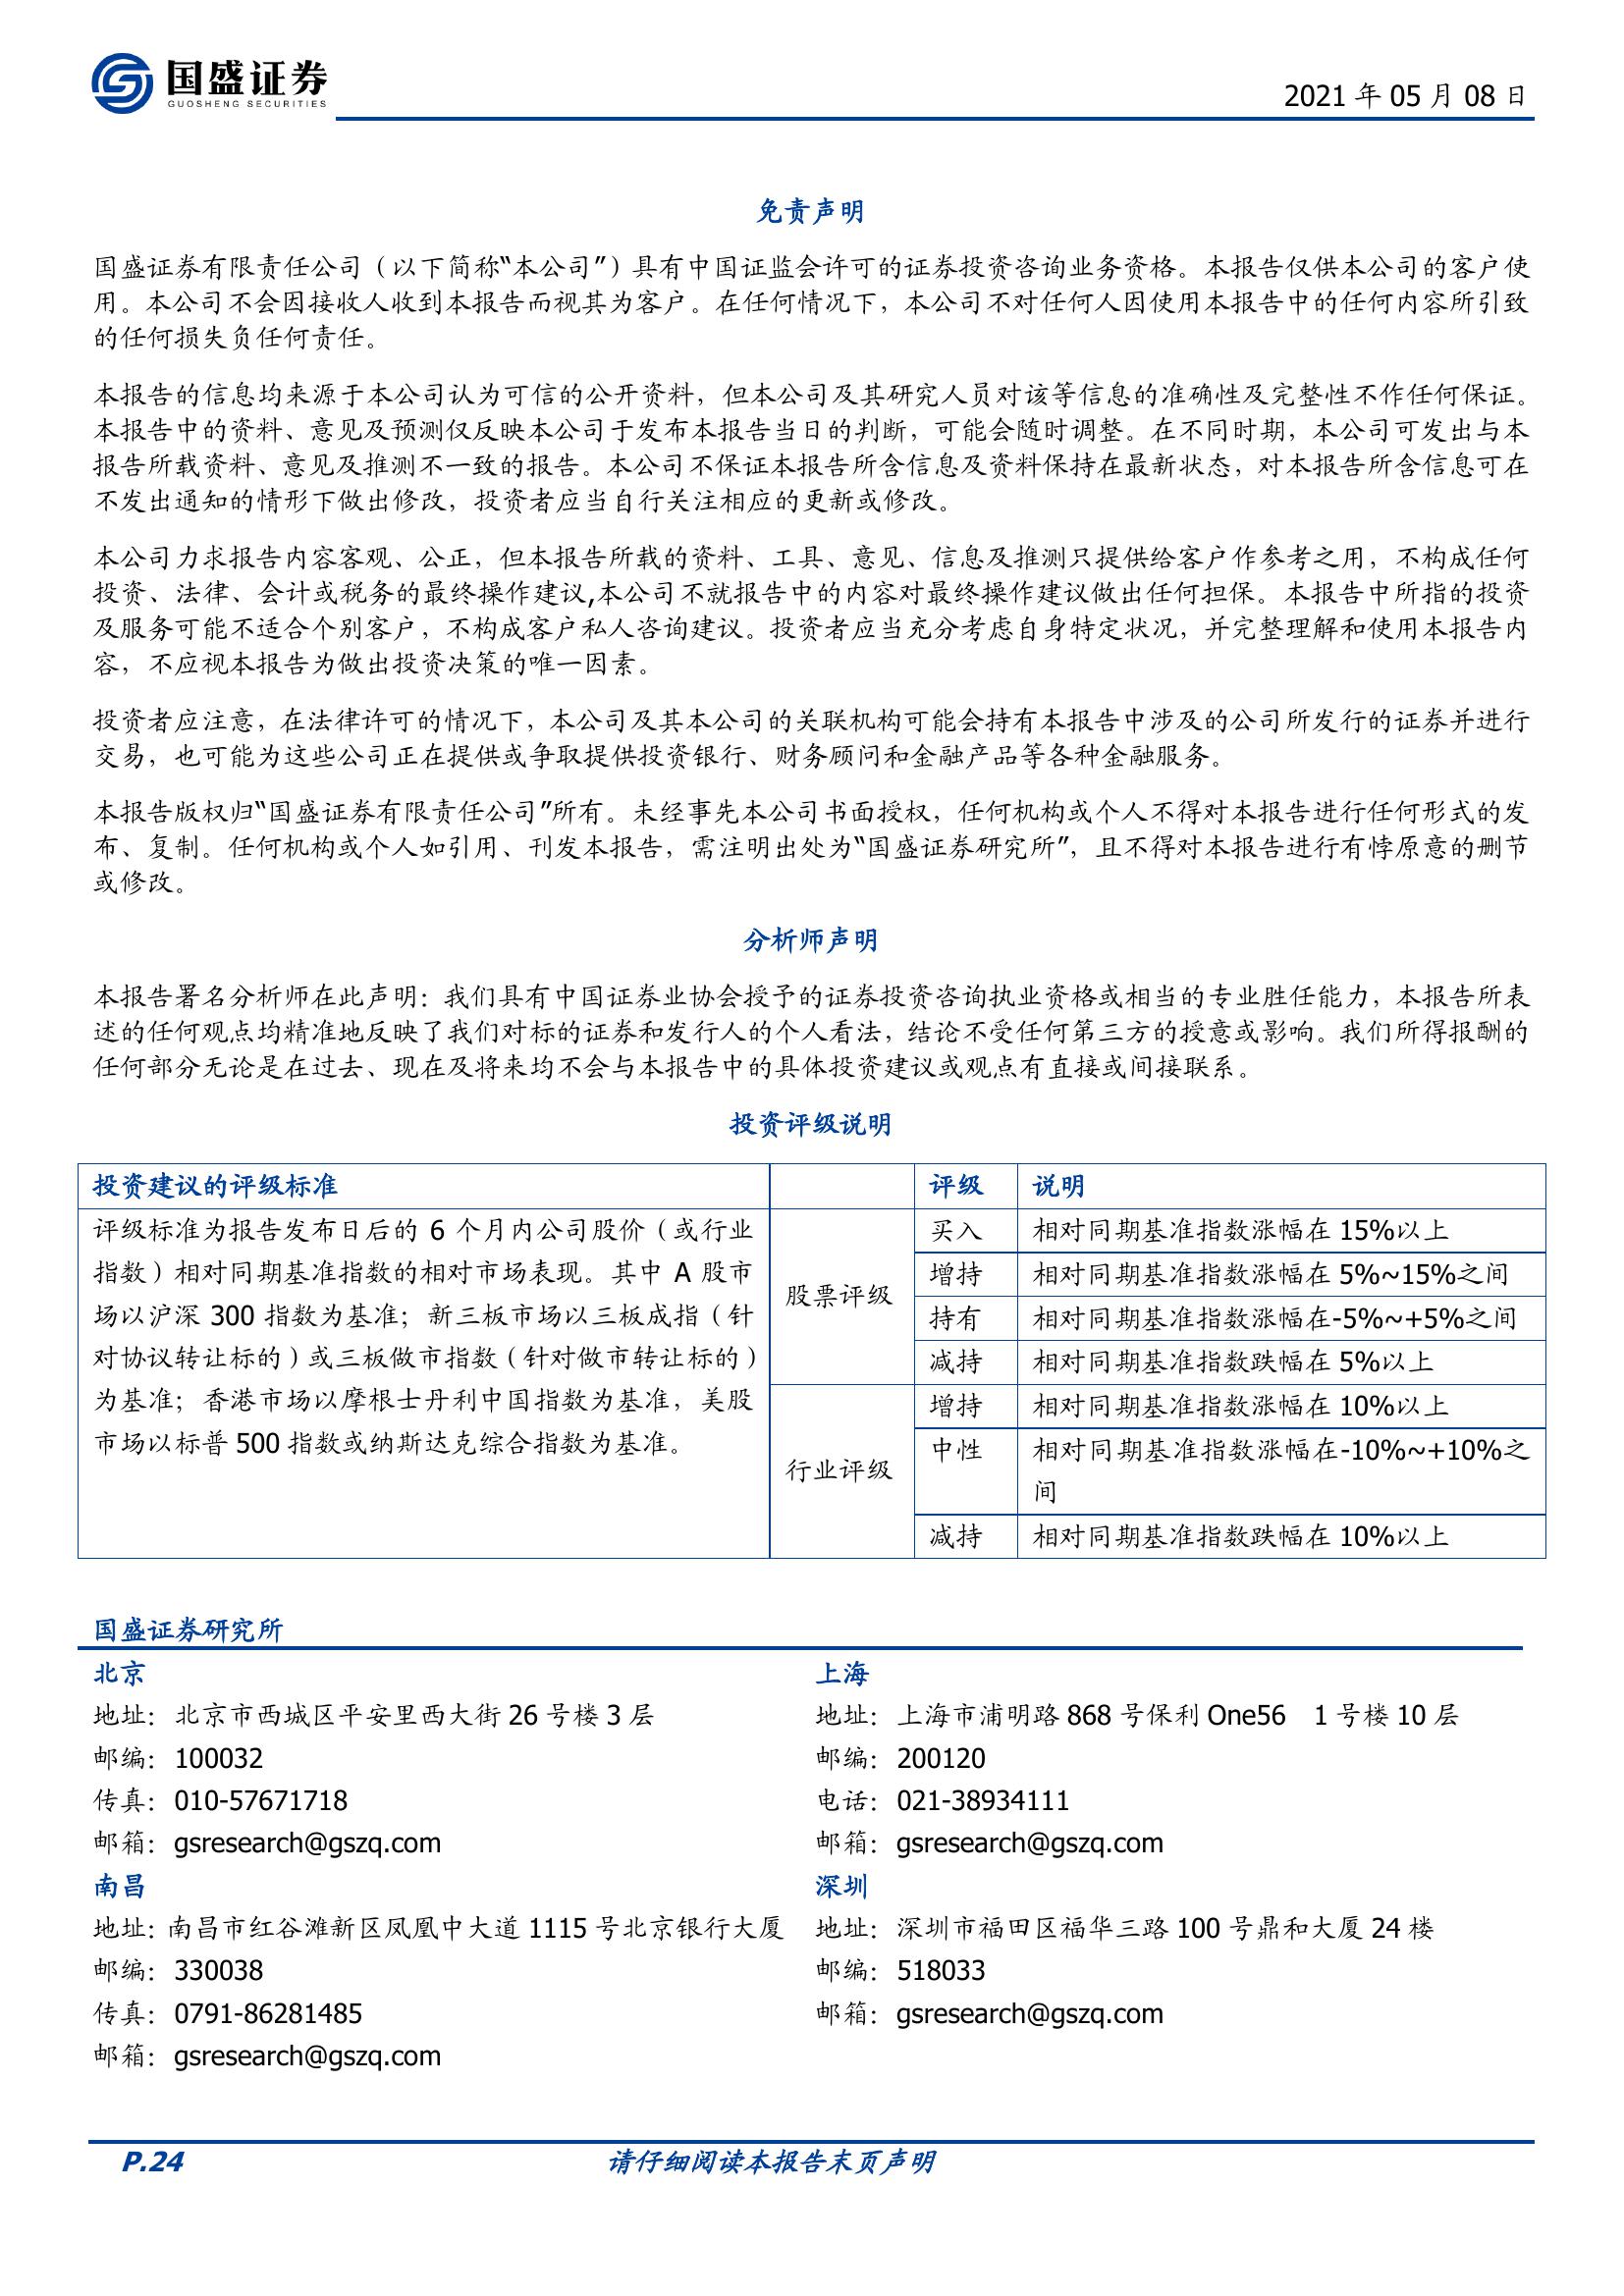 国盛证券
GUOSHENG SECURITIES
2021 年 05 月 08 日
免责声明
国盛证券有限责任公司（以下简称“本公司”）具有中国证监会许可的证券投资咨询业务资格。本报告仅供本公司的客户使
用。本公司不会因接收人收到本报告而视其为客户。在任何情况下，本公司不对任何人因使用本报告中的任何内容所引致
的任何损失负任何责任。
本报告的信息均来源于本公司认为可信的公开资料，但本公司及其研究人员对该等信息的准确性及完整性不作任何保证。
本报告中的资料、意见及预测仅反映本公司于发布本报告当日的判断，可能会随时调整。在不同时期，本公司可发出与本
报告所载资料、意见及推测不一致的报告。本公司不保证本报告所含信息及资料保持在最新状态，对本报告所含信息可在
不发出通知的情形下做出修改，投资者应当自行关注相应的更新或修改。
本公司力求报告内容客观、公正，但本报告所载的资料、工具、意见、信息及推测只提供给客户作参考之用，不构成任何
投资、法律、会计或税务的最终操作建议,本公司不就报告中的内容对最终操作建议做出任何担保。本报告中所指的投资
及服务可能不适合个别客户，不构成客户私人咨询建议。投资者应当充分考虑自身特定状况，并完整理解和使用本报告内
容，不应视本报告为做出投资决策的唯一因素。
投资者应注意，在法律许可的情况下，本公司及其本公司的关联机构可能会持有本报告中涉及的公司所发行的证券并进行
交易，也可能为这些公司正在提供或争取提供投资银行、财务顾问和金融产品等各种金融服务。
本报告版权归“国盛证券有限责任公司”所有。未经事先本公司书面授权，任何机构或个人不得对本报告进行任何形式的发
布、复制。任何机构或个人如引用、刊发本报告，需注明出处为“国盛证券研究所”，且不得对本报告进行有悖原意的删节
或修改。
分析师声明
本报告署名分析师在此声明：我们具有中国证券业协会授予的证券投资咨询执业资格或相当的专业胜任能力，本报告所表
述的任何观点均精准地反映了我们对标的证券和发行人的个人看法，结论不受任何第三方的授意或影响。我们所得报酬的
任何部分无论是在过去、现在及将来均不会与本报告中的具体投资建议或观点有直接或间接联系。
投资评级说明
投资建议的评级标准 评级 说明
评级标准为报告发布日后的 6 个月内公司股价（或行业
指数）相对同期基准指数的相对市场表现。其中 A 股市
场以沪深 300 指数为基准；新三板市场以三板成指（针
对协议转让标的）或三板做市指数（针对做市转让标的）
为基准；香港市场以摩根士丹利中国指数为基准，美股
市场以标普 500 指数或纳斯达克综合指数为基准。
股票评级
买入 相对同期基准指数涨幅在 15%以上
增持 相对同期基准指数涨幅在 5%~15%之间
持有 相对同期基准指数涨幅在-5%~+5%之间
减持 相对同期基准指数跌幅在 5%以上
行业评级
增持 相对同期基准指数涨幅在 10%以上
中性 相对同期基准指数涨幅在-10%~+10%之
间
减持 相对同期基准指数跌幅在 10%以上
国盛证券研究所
北京
地址：北京市西城区平安里西大街 26 号楼 3 层
邮编：100032
传真：010-57671718
邮箱：gsresearch@gszq.com
上海
地址：上海市浦明路 868 号保利 One56 1 号楼 10 层
邮编：200120
电话：021-38934111
邮箱：gsresearch@gszq.com
南昌
地址：南昌市红谷滩新区凤凰中大道 1115 号北京银行大厦
邮编：330038
传真：0791-86281485
邮箱：gsresearch@gszq.com
深圳
地址：深圳市福田区福华三路 100 号鼎和大厦 24 楼
邮编：518033
邮箱：gsresearch@gszq.com
P.24 请仔细阅读本报告末页声明